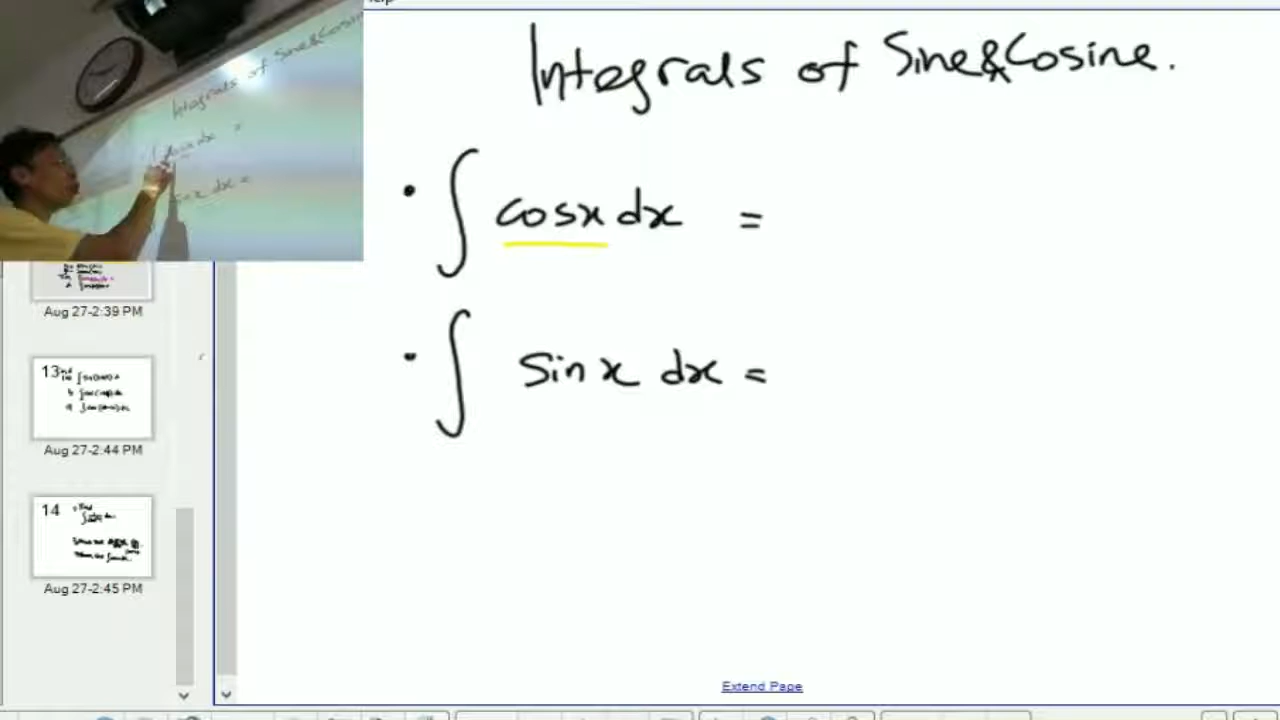 Integrals of Sine&Cosine.
• ∫ cosx dx =
• ∫ sin x dx =
Aug 27-2:39 PM
13
Aug 27-2:44 PM
14
Aug 27-2:45 PM
Extend Page